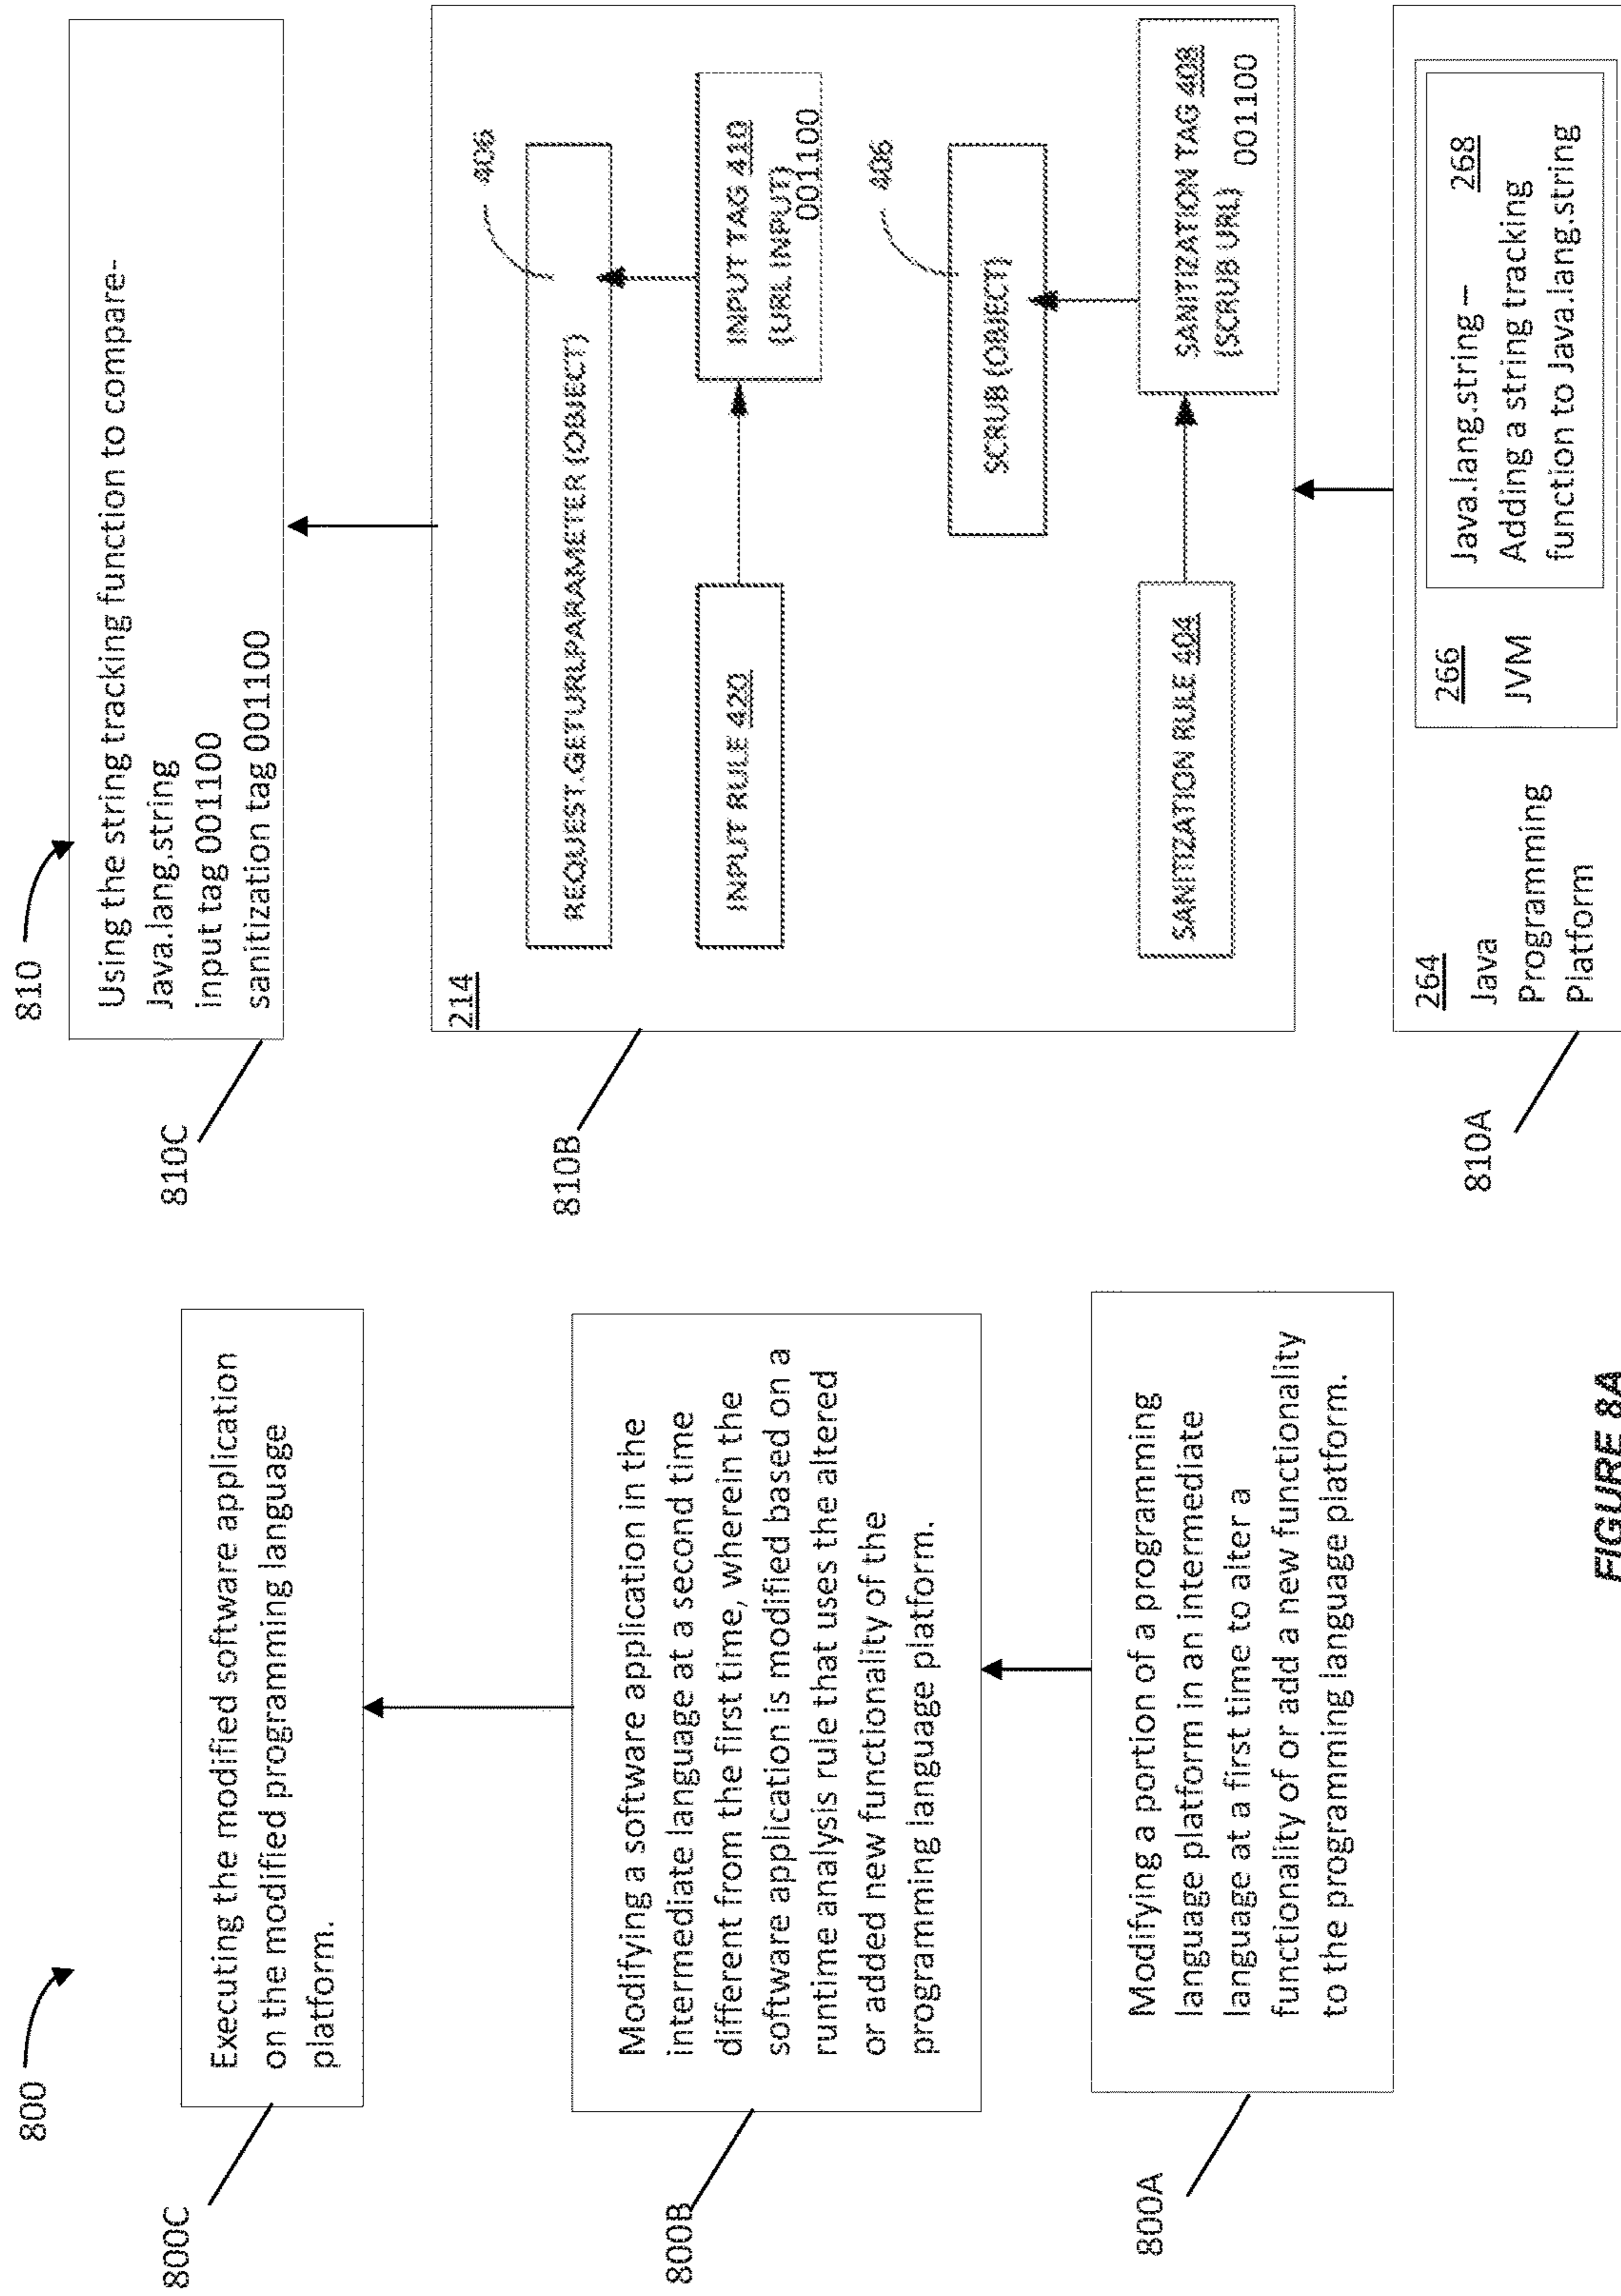 800
800C
Executing the modified software application
on the modified programming language
platform.
800B
Modifying a software application in the
intermediate language at a second time
different from the first time, wherein the
software application is modified based on a
runtime analysis rule that uses the altered
or added new functionality of the
programming language platform.
800A
Modifying a portion of a programming
language platform in an intermediate
language at a first time to alter a
functionality of or add a new functionality
to the programming language platform.
FIGURE 8A
810
810C
Using the string tracking function to compare-
Java.lang.string
input tag 001100
sanitization tag 001100
810B
214
406
REQUEST.GETURLPARAMETER (OBJECT)
INPUT RULE 420
INPUT TAG 410
(URL INPUT)
001100
406
SCRUB (OBJECT)
SANITIZATION RULE 404
SANITIZATION TAG 408
(SCRUB URL)
001100
810A
264
Java
Programming
Platform
266
JVM
Java.lang.string –
268
Adding a string tracking
function to Java.lang.string